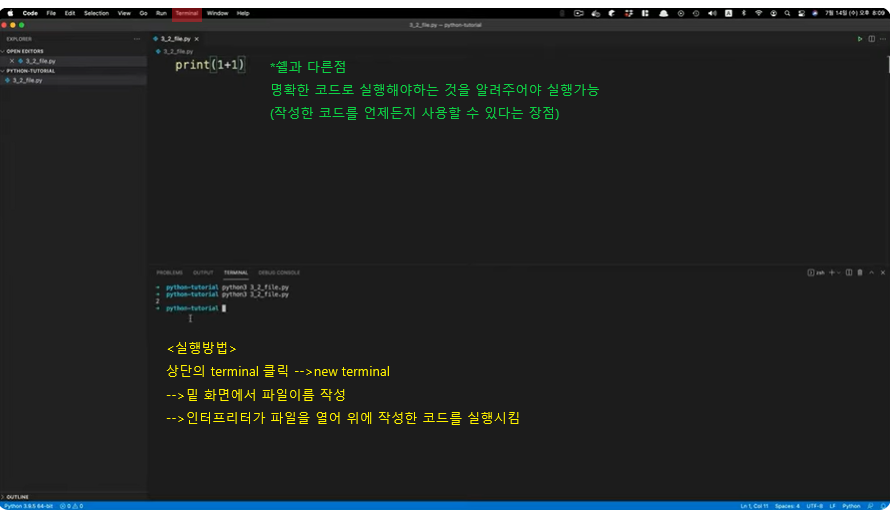 Code File Edit Selection View Go Run Terminal Window Help 7월 14일 (수) 오후 8:09
3_2_file.py — python-tutorial
EXPLORER
OPEN EDITORS
3_2_file.py
PYTHON-TUTORIAL
3_2_file.py
OUTLINE
3_2_file.py
3_2_file.py
print(1+1)
*쉘과 다른점
명확한 코드로 실행해야하는 것을 알려주어야 실행가능
(작성한 코드를 언제든지 사용할 수 있다는 장점)
PROBLEMS OUTPUT TERMINAL DEBUG CONSOLE
zsh
python-tutorial python3 3_2_file.py
python-tutorial python3 3_2_file.py
2
python-tutorial
<실행방법>
상단의 terminal 클릭 -->new terminal
-->밑 화면에서 파일이름 작성
-->인터프리터가 파일을 열어 위에 작성한 코드를 실행시킴
Python 3.8.5 64-bit 0 0 Ln 1, Col 11 Spaces: 4 UTF-8 LF Python